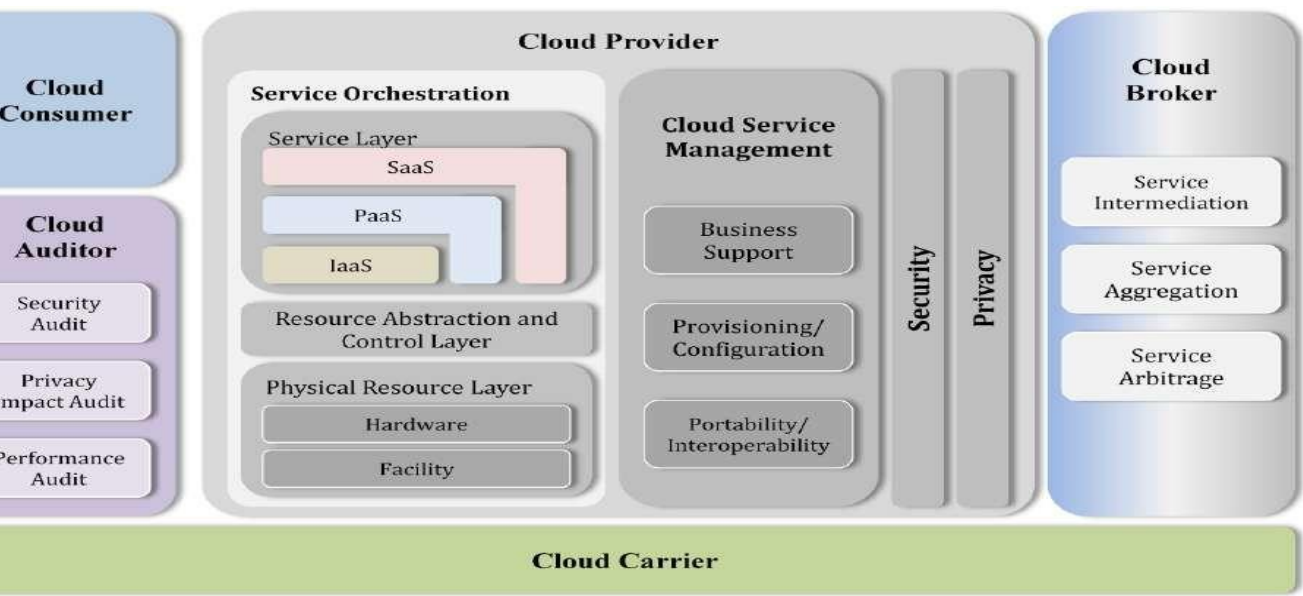 Cloud
Consumer
Cloud
Auditor
Security
Audit
Privacy
mpact Audit
Performance
Audit
Cloud Provider
Service Orchestration
Service Layer
SaaS
PaaS
IaaS
Resource Abstraction and
Control Layer
Physical Resource Layer
Hardware
Facility
Cloud Service
Management
Business
Support
Provisioning/
Configuration
Portability/
Interoperability
Security
Privacy
Cloud
Broker
Service
Intermediation
Service
Aggregation
Service
Arbitrage
Cloud Carrier